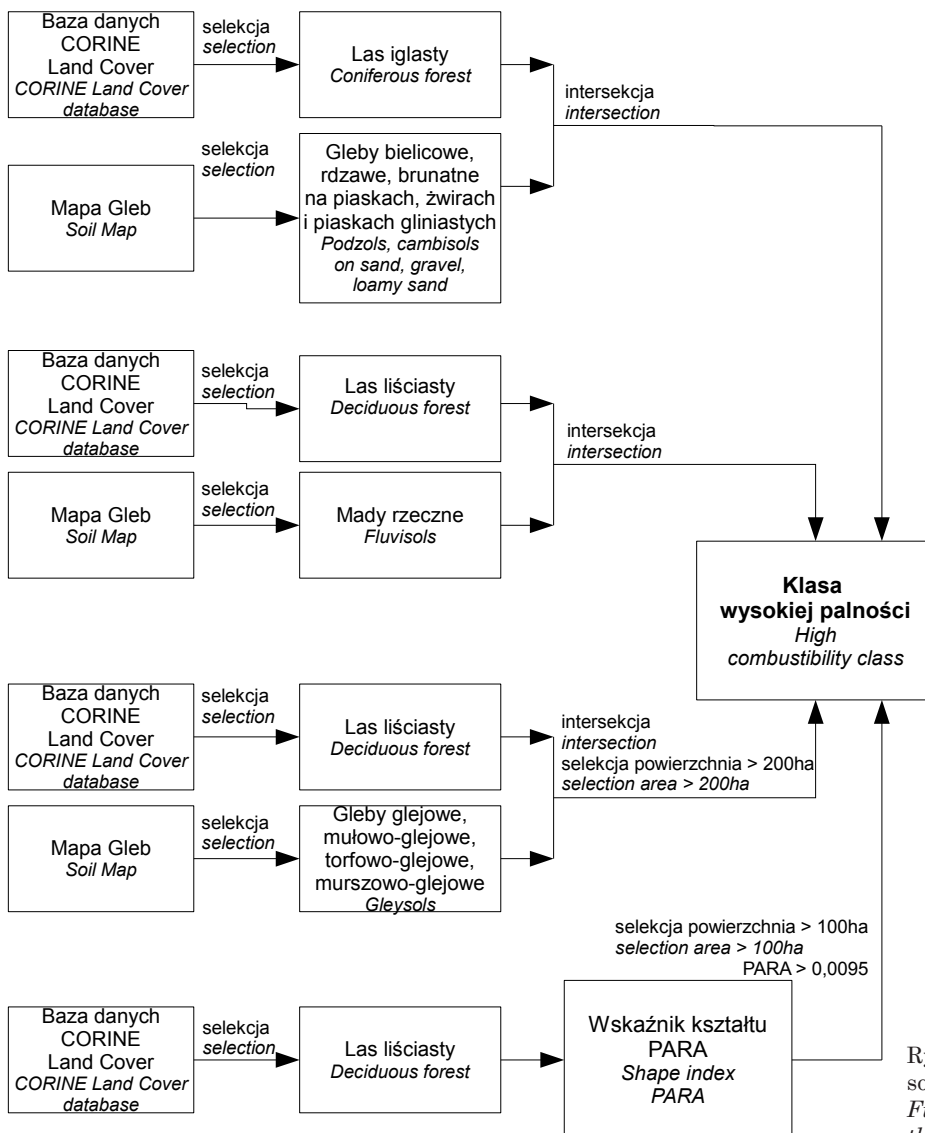 Baza danych
CORINE
Land Cover
CORINE Land Cover
database
selekcja
selection
Las iglasty
Coniferous forest
intersekcja
intersection
Mapa Gleb
Soil Map
selekcja
selection
Gleby bielicowe,
rdzawe, brunatne
na piaskach, żwirach
i piaskach gliniastych
Podzols, cambisols
on sand, gravel,
loamy sand
Baza danych
CORINE
Land Cover
CORINE Land Cover
database
selekcja
selection
Las liściasty
Deciduous forest
intersekcja
intersection
Mapa Gleb
Soil Map
selekcja
selection
Mady rzeczne
Fluvisols
Klasa
wysokiej palności
High
combustibility class
Baza danych
CORINE
Land Cover
CORINE Land Cover
database
selekcja
selection
Las liściasty
Deciduous forest
intersekcja
intersection
selekcja powierzchnia > 200ha
selection area > 200ha
Mapa Gleb
Soil Map
selekcja
selection
Gleby glejowe,
mułowo-glejowe,
torfowo-glejowe,
murszowo-glejowe
Gleysols
selekcja powierzchnia > 100ha
selection area > 100ha
PARA > 0,0095
Baza danych
CORINE
Land Cover
CORINE Land Cover
database
selekcja
selection
Las liściasty
Deciduous forest
Wskaźnik kształtu
PARA
Shape index
PARA